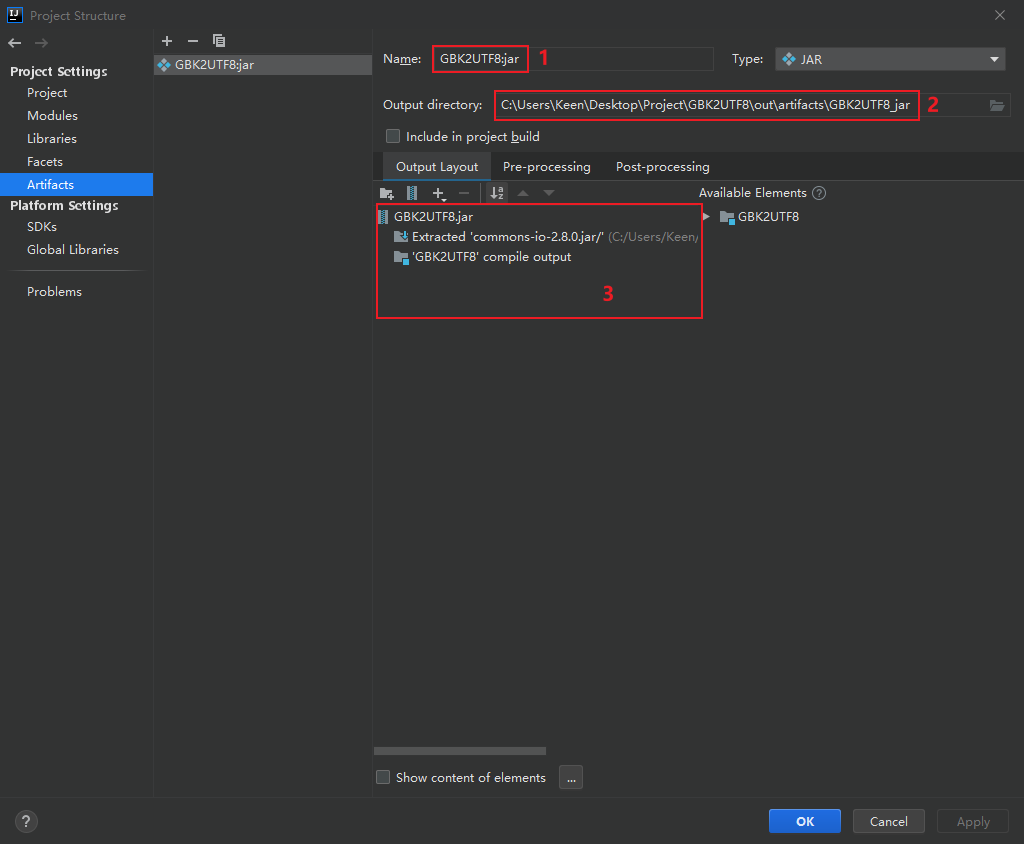 Project Structure
Project Settings
Project
Modules
Libraries
Facets
Artifacts
Platform Settings
SDKs
Global Libraries
Problems
GBK2UTF8:jar
Name: GBK2UTF8:jar 1
Type: JAR
Output directory: C:\Users\Keen\Desktop\Project\GBK2UTF8\out\artifacts\GBK2UTF8_jar 2
Include in project build
Output Layout Pre-processing Post-processing
Available Elements ?
GBK2UTF8.jar
Extracted 'commons-io-2.8.0.jar/' (C:/Users/Keen/
'GBK2UTF8' compile output
3
GBK2UTF8
Show content of elements ...
? OK Cancel Apply